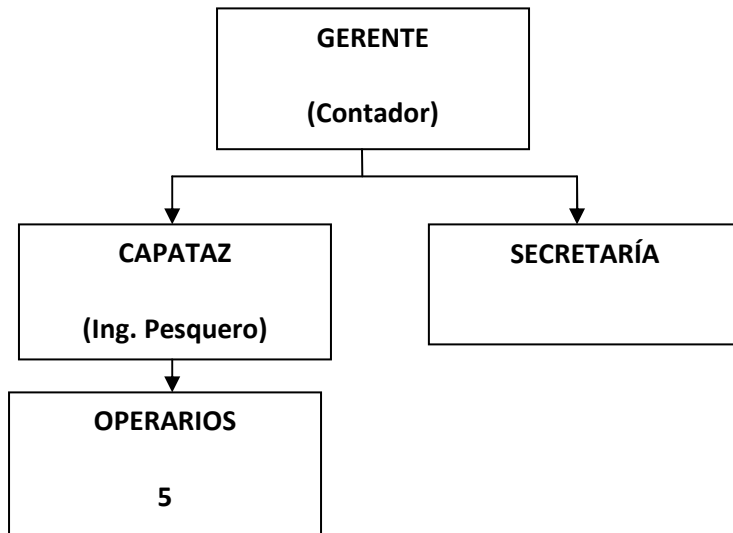 GERENTE
(Contador)
CAPATAZ
(Ing. Pesquero)
SECRETARÍA
OPERARIOS
5